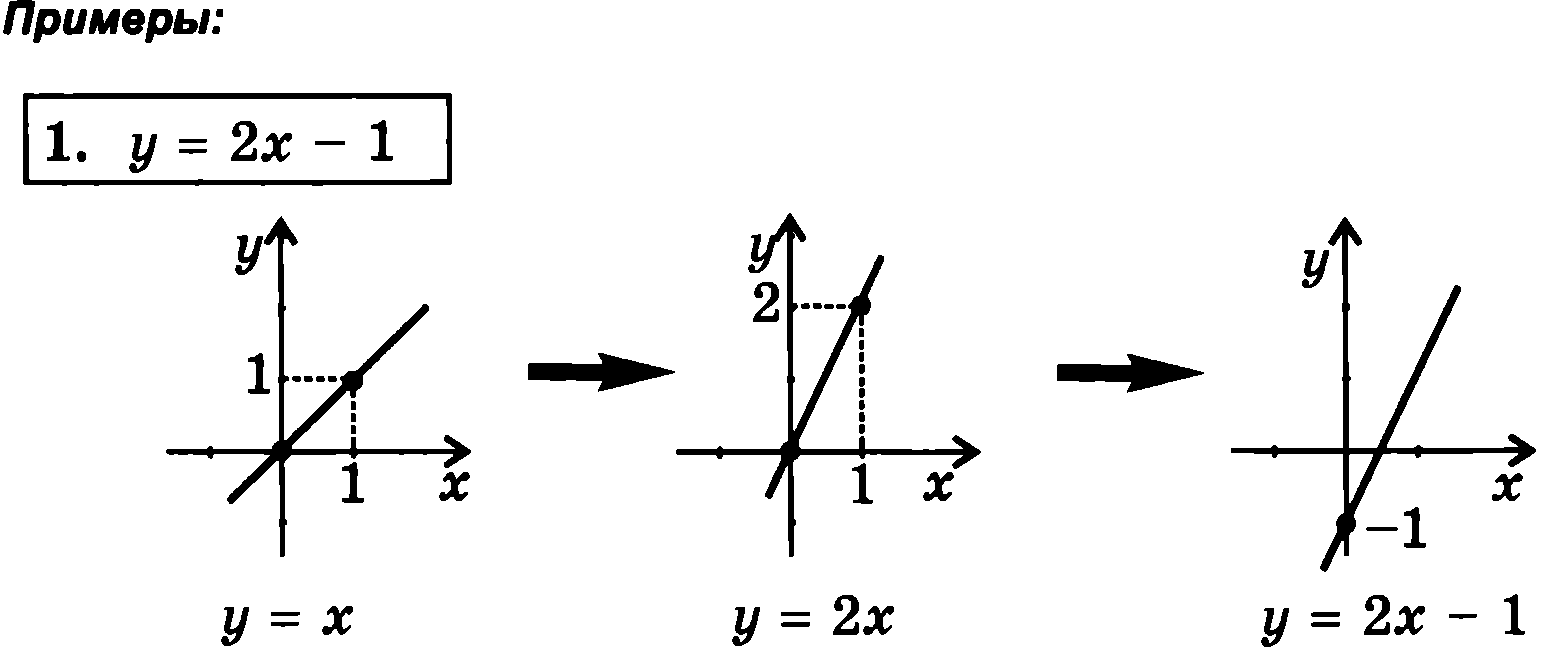 Примеры:
1. y = 2x − 1
y
1
1
x
y = x
y
2
1
x
y = 2x
y
x
−1
y = 2x − 1